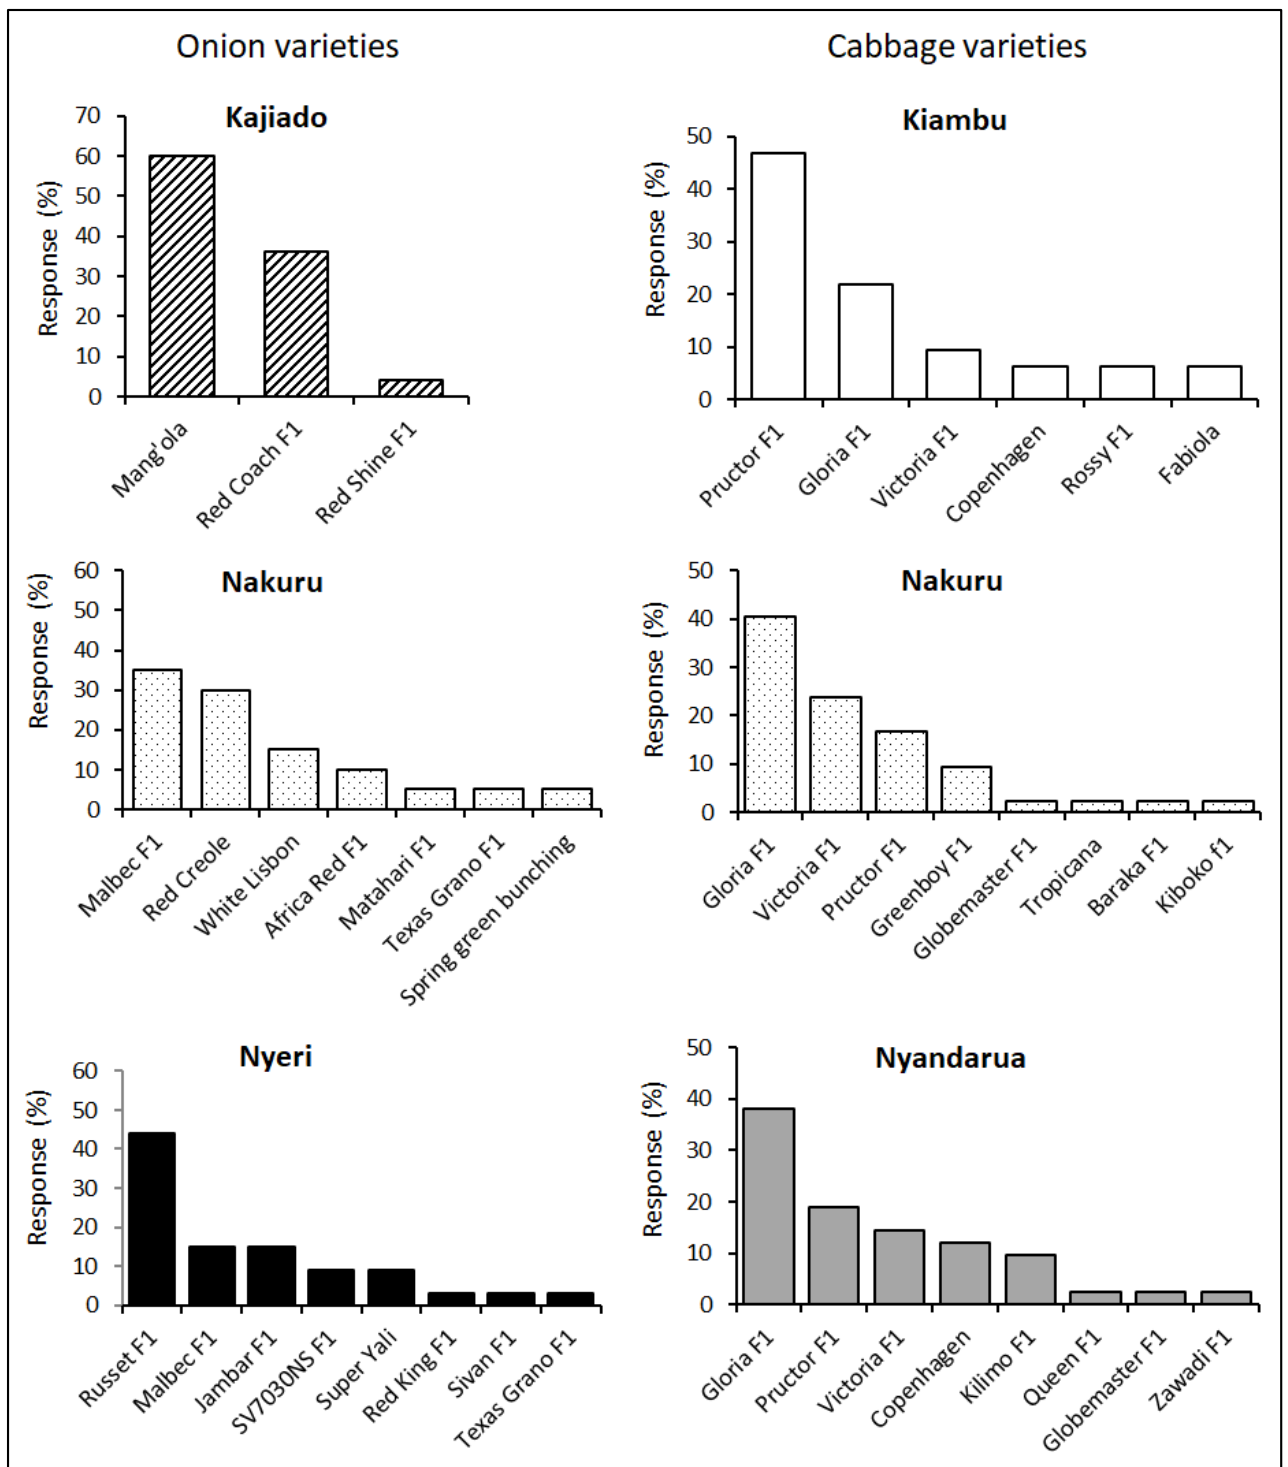 Onion varieties
Cabbage varieties
Kajiado
Response (%)
70
60
50
40
30
20
10
0
Mang'ola
Red Coach F1
Red Shine F1
Kiambu
Response (%)
50
40
30
20
10
0
Pructor F1
Gloria F1
Victoria F1
Copenhagen
Rossy F1
Fabiola
Nakuru
Response (%)
60
50
40
30
20
10
0
Malbec F1
Red Creole
White Lisbon
Africa Red F1
Matahari F1
Texas Grano F1
Spring green bunching
Nakuru
Response (%)
50
40
30
20
10
0
Gloria F1
Victoria F1
Pructor F1
Greenboy F1
Globemaster F1
Tropicana
Baraka F1
Kiboko f1
Nyeri
Response (%)
60
50
40
30
20
10
0
Russet F1
Malbec F1
Jambar F1
SV7030NS F1
Super Yali
Red King F1
Sivan F1
Texas Grano F1
Nyandarua
Response (%)
50
40
30
20
10
0
Gloria F1
Pructor F1
Victoria F1
Copenhagen
Kilimo F1
Queen F1
Globemaster F1
Zawadi F1